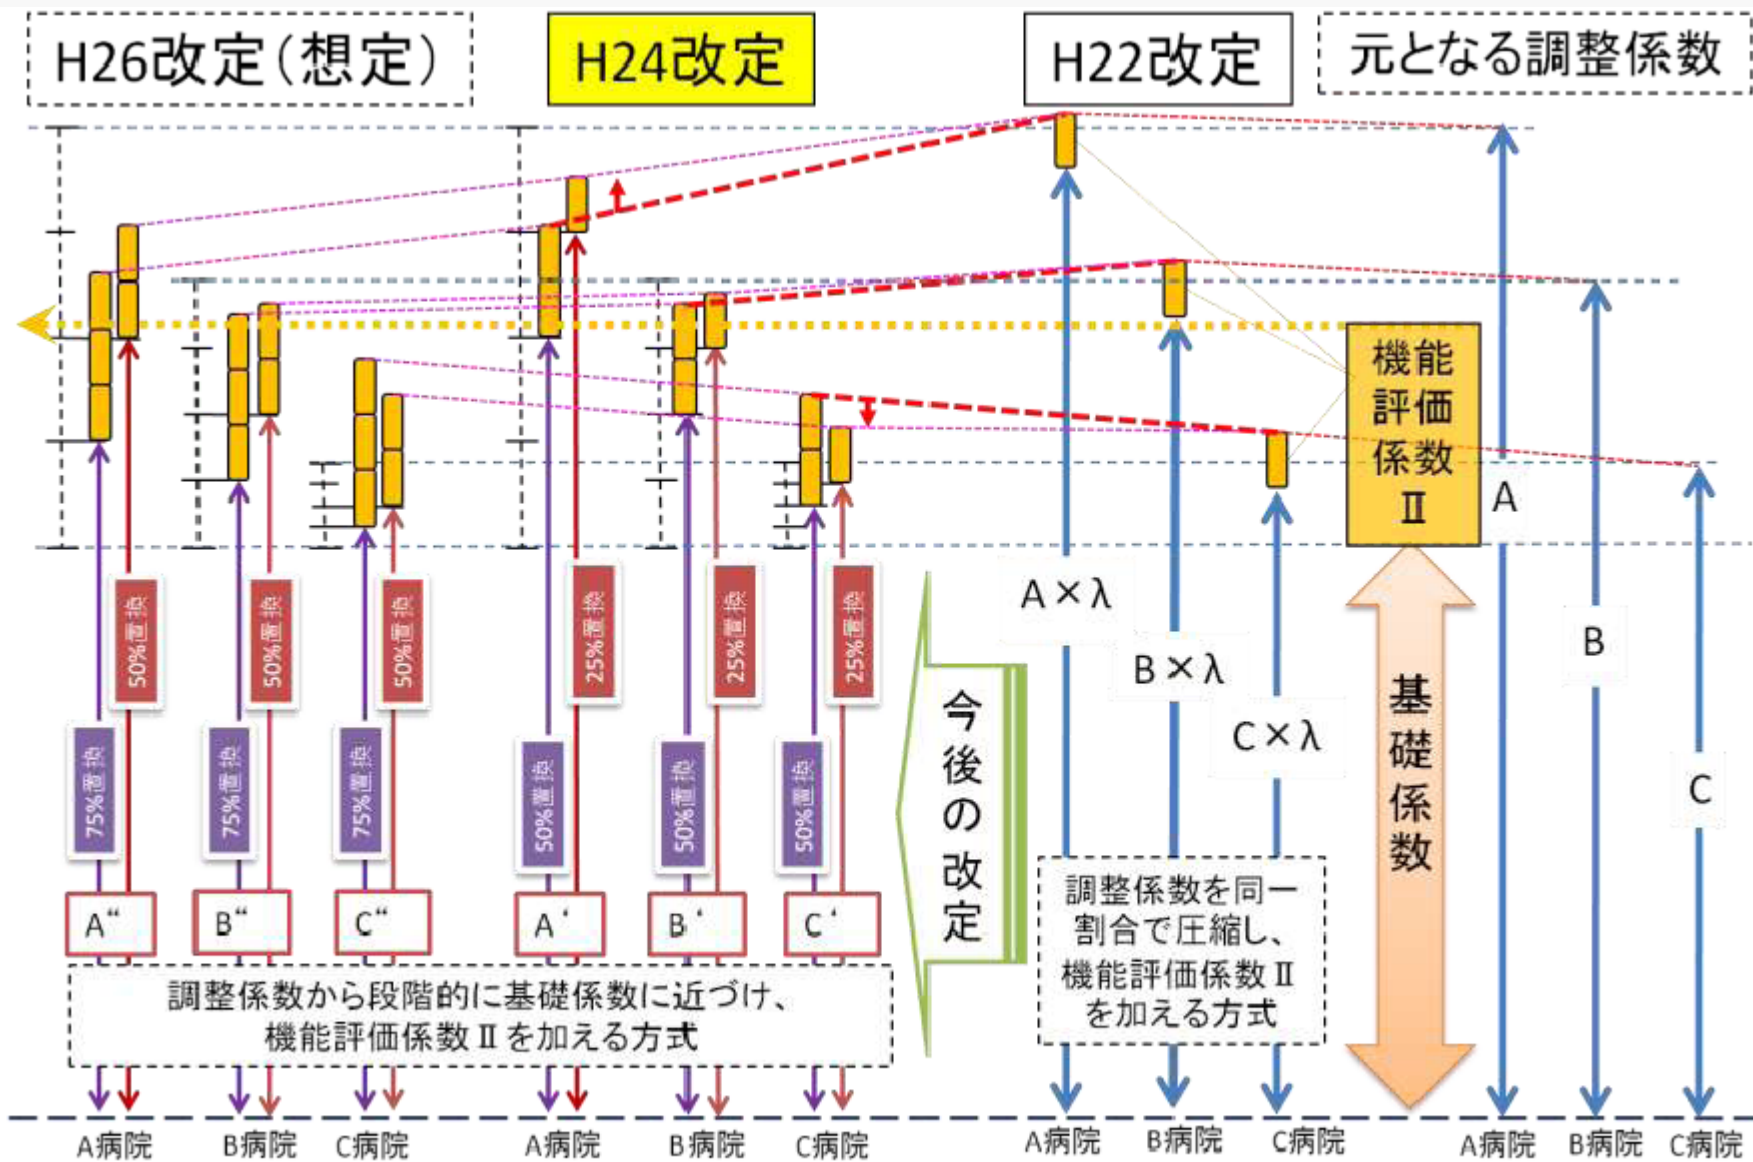 H26改定(想定)
H24改定
H22改定
元となる調整係数
機能
評価
係数
Ⅱ
A
A×λ
B×λ
C×λ
B
C
基礎係数
今後の改定
50%置換
50%置換
50%置換
25%置換
25%置換
25%置換
75%置換
75%置換
75%置換
50%置換
50%置換
50%置換
A“
B“
C“
A‘
B‘
C‘
調整係数を同一
割合で圧縮し、
機能評価係数Ⅱ
を加える方式
調整係数から段階的に基礎係数に近づけ、
機能評価係数Ⅱを加える方式
A病院
B病院
C病院
A病院
B病院
C病院
A病院
B病院
C病院
A病院
B病院
C病院